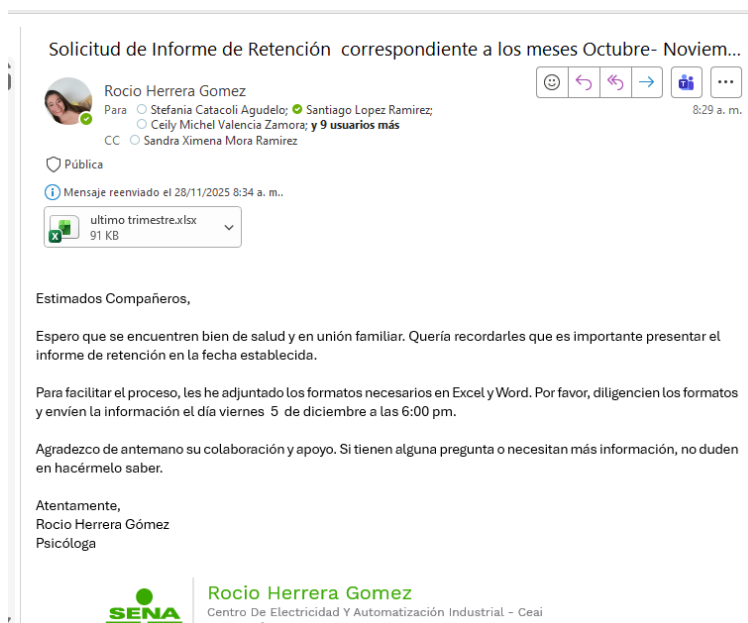 Solicitud de Informe de Retención  correspondiente a los meses Octubre- Noviem...
Rocio Herrera Gomez
Para Stefania Catacoli Agudelo; Santiago Lopez Ramirez;
Ceily Michel Valencia Zamora; y 9 usuarios más
8:29 a. m.
CC Sandra Ximena Mora Ramirez
Pública
Mensaje reenviado el 28/11/2025 8:34 a. m..
ultimo trimestre.xlsx
91 KB
Estimados Compañeros,
Espero que se encuentren bien de salud y en unión familiar. Quería recordarles que es importante presentar el
informe de retención en la fecha establecida.
Para facilitar el proceso, les he adjuntado los formatos necesarios en Excel y Word. Por favor, diligencien los formatos
y envíen la información el día viernes  5  de diciembre a las 6:00 pm.
Agradezco de antemano su colaboración y apoyo. Si tienen alguna pregunta o necesitan más información, no duden
en hacérmelo saber.
Atentamente,
Rocio Herrera Gómez
Psicóloga
SENA
Rocio Herrera Gomez
Centro De Electricidad Y Automatización Industrial - Ceai